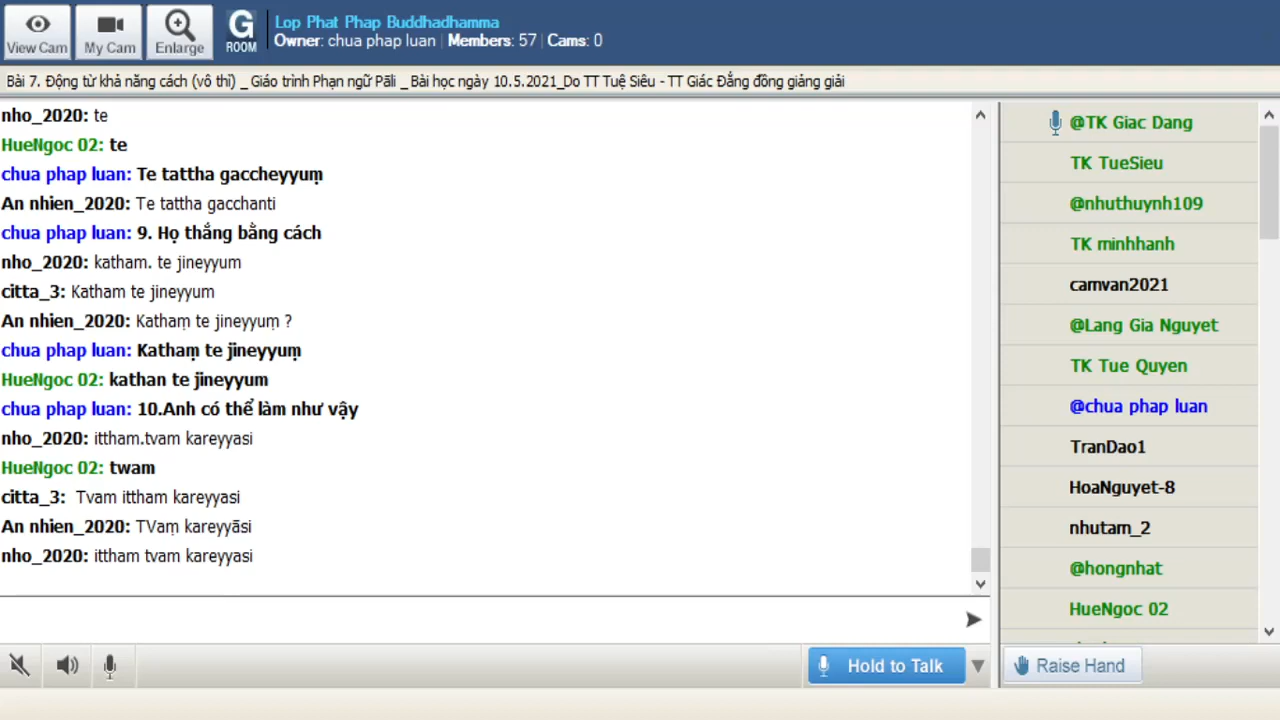 View Cam
My Cam
Enlarge
G
ROOM
Lop Phat Phap Buddhadhamma
Owner: chua phap luan | Members: 57 | Cams: 0
Bài 7. Động từ khả năng cách (vô thì) _ Giáo trình Phạn ngữ Pāli _ Bài học ngày 10.5.2021_Do TT Tuệ Siêu - TT Giác Đẳng đồng giảng giải
nho_2020: te
HueNgoc 02: te
chua phap luan: Te tattha gaccheyyuṃ
An nhien_2020: Te tattha gacchanti
chua phap luan: 9. Họ thắng bằng cách
nho_2020: katham. te jineyyum
citta_3: Katham te jineyyum
An nhien_2020: Kathaṃ te jineyyuṃ ?
chua phap luan: Kathaṃ te jineyyuṃ
HueNgoc 02: kathan te jineyyum
chua phap luan: 10.Anh có thể làm như vậy
nho_2020: ittham.tvam kareyyasi
HueNgoc 02: twam
citta_3: Tvam ittham kareyyasi
An nhien_2020: TVaṃ kareyyāsi
nho_2020: ittham tvam kareyyasi
@TK Giac Dang
TK TueSieu
@nhuthuynh109
TK minhhanh
camvan2021
@Lang Gia Nguyet
TK Tue Quyen
@chua phap luan
TranDao1
HoaNguyet-8
nhutam_2
@hongnhat
HueNgoc 02
Hold to Talk
Raise Hand